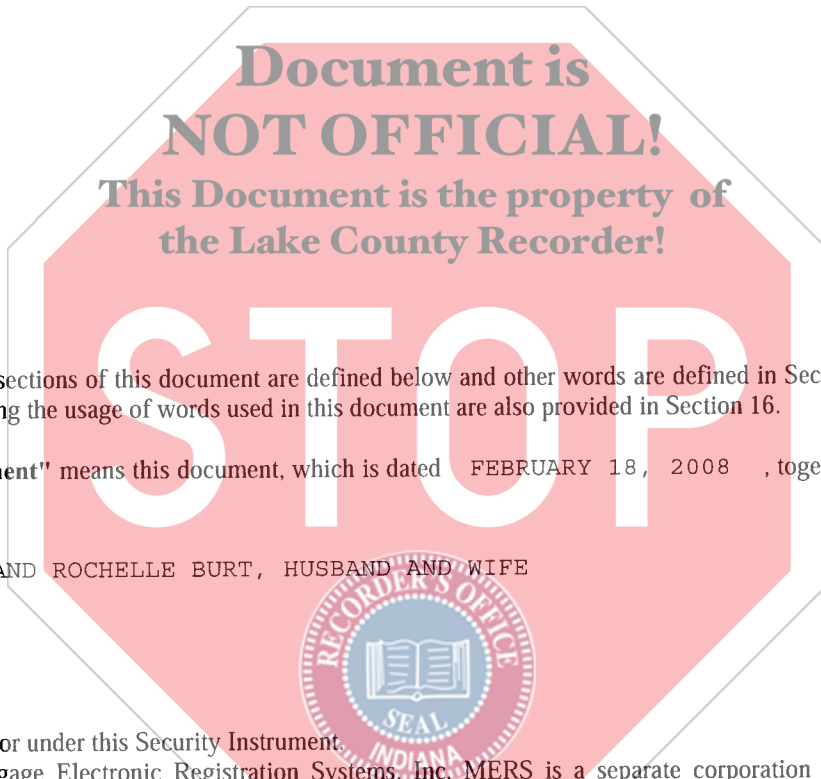 Document is
NOT OFFICIAL!
This Document is the property of
the Lake County Recorder!
STOP
sections of this document are defined below and other words are defined in Sec
ng the usage of words used in this document are also provided in Section 16.
ent" means this document, which is dated FEBRUARY 18, 2008 , toge
AND ROCHELLE BURT, HUSBAND AND WIFE
RECORDER'S OFFICE
SEAL
INDIANA
or under this Security Instrument.
gage Electronic Registration Systems, Inc. MERS is a separate corporation